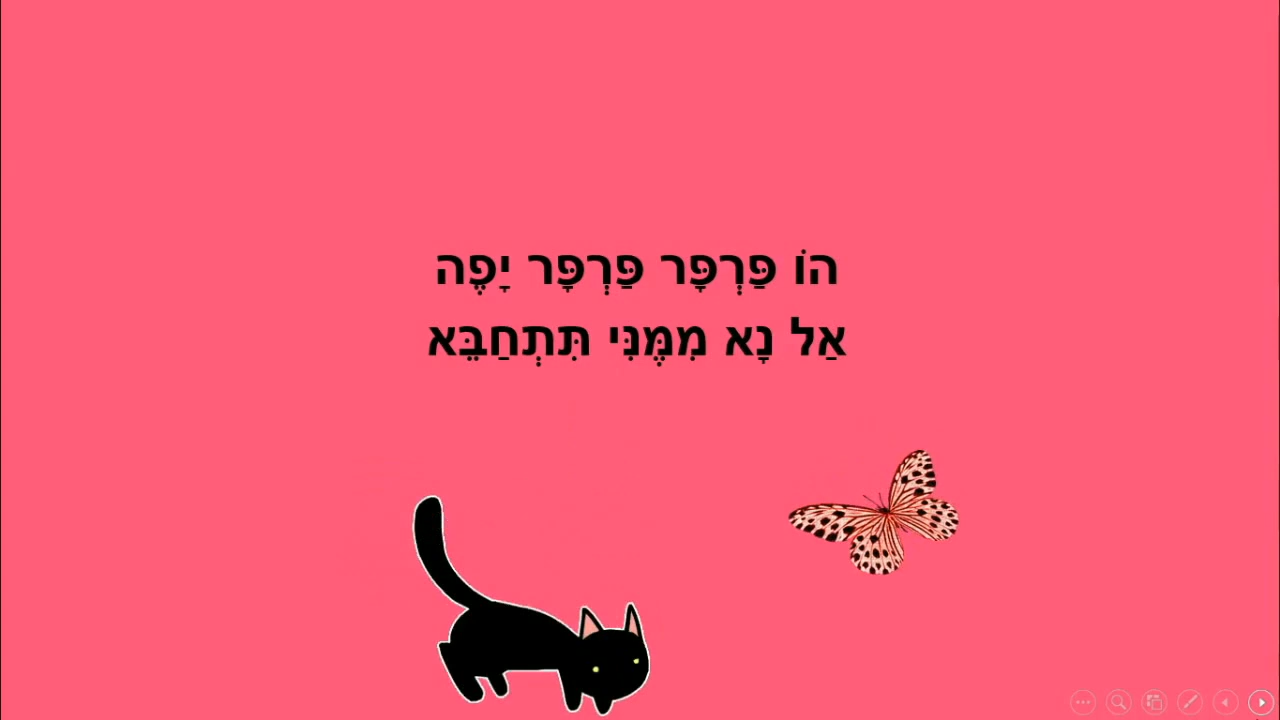 הוֹ פַּרְפָּר פַּרְפָּר יָפֶה
אַל נָא מִמֶּנִּי תִּתְחַבֵּא